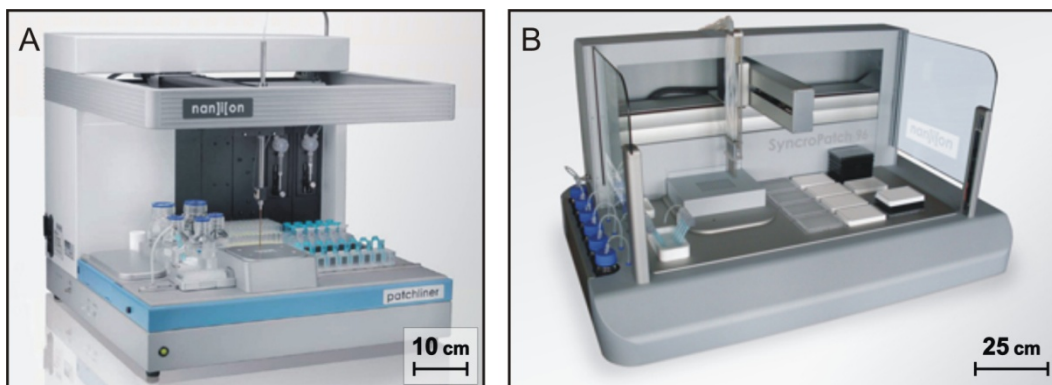 A
nan]i[on
patchliner
10 cm
B
SyncroPatch 96
nan]i[on
25 cm